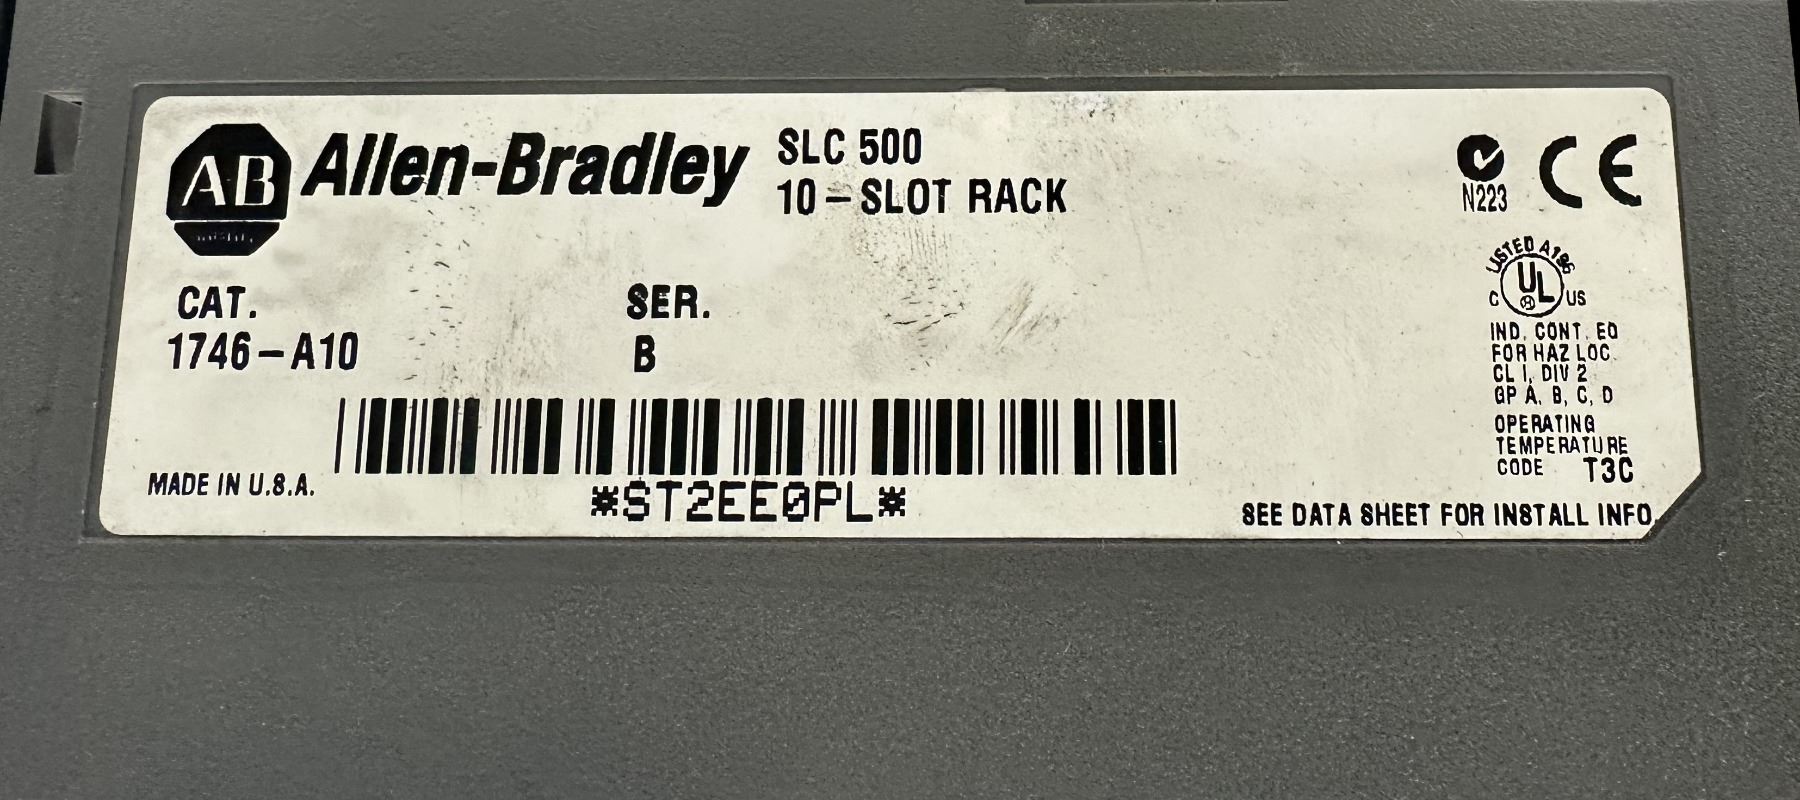 AB
Allen-Bradley
SLC 500
10-SLOT RACK
N223
CE
CAT.
1746-A10
SER.
B
LISTED A196
C UL US
IND. CONT. EQ
FOR HAZ LOC.
CL I, DIV 2
GP A, B, C, D
OPERATING
TEMPERATURE
CODE T3C
MADE IN U.S.A.
*ST2EE0PL*
SEE DATA SHEET FOR INSTALL INFO.